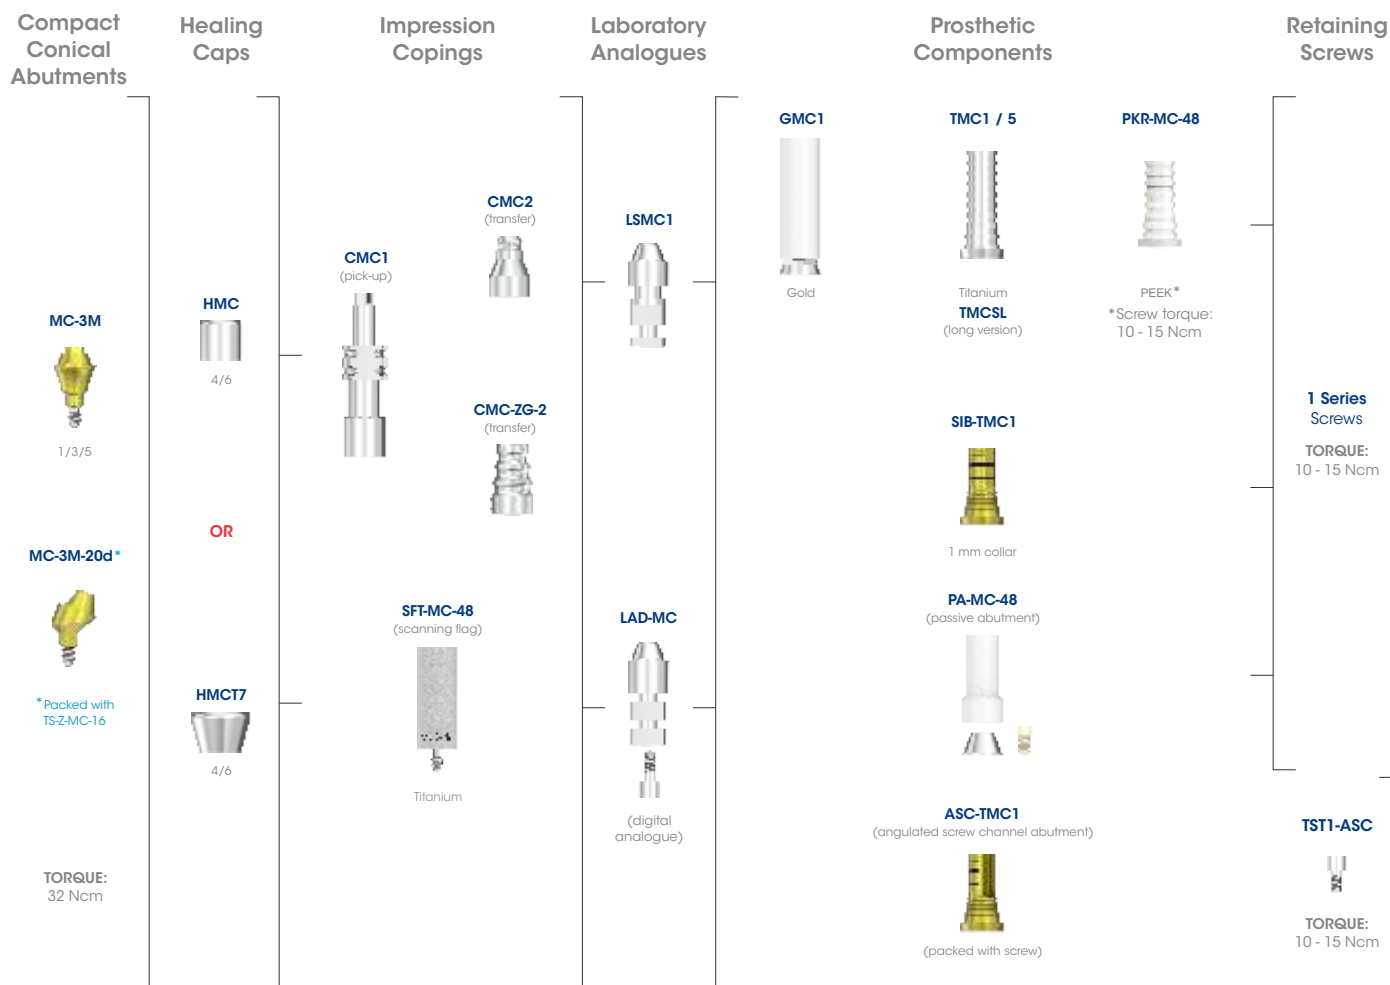 Compact
Conical
Abutments
Healing
Caps
Impression
Copings
Laboratory
Analogues
Prosthetic
Components
Retaining
Screws
MC-3M
1/3/5
MC-3M-20d*
*Packed with
TS-Z-MC-16
TORQUE:
32 Ncm
HMC
4/6
OR
HMCT7
4/6
CMC1
(pick-up)
CMC2
(transfer)
CMC-ZG-2
(transfer)
SFT-MC-48
(scanning flag)
Titanium
LSMC1
LAD-MC
(digital
analogue)
GMC1
Gold
TMC1 / 5
Titanium
TMCSL
(long version)
PKR-MC-48
PEEK*
*Screw torque:
10 - 15 Ncm
SIB-TMC1
1 mm collar
PA-MC-48
(passive abutment)
ASC-TMC1
(angulated screw channel abutment)
(packed with screw)
1 Series
Screws
TORQUE:
10 - 15 Ncm
TST1-ASC
TORQUE:
10 - 15 Ncm